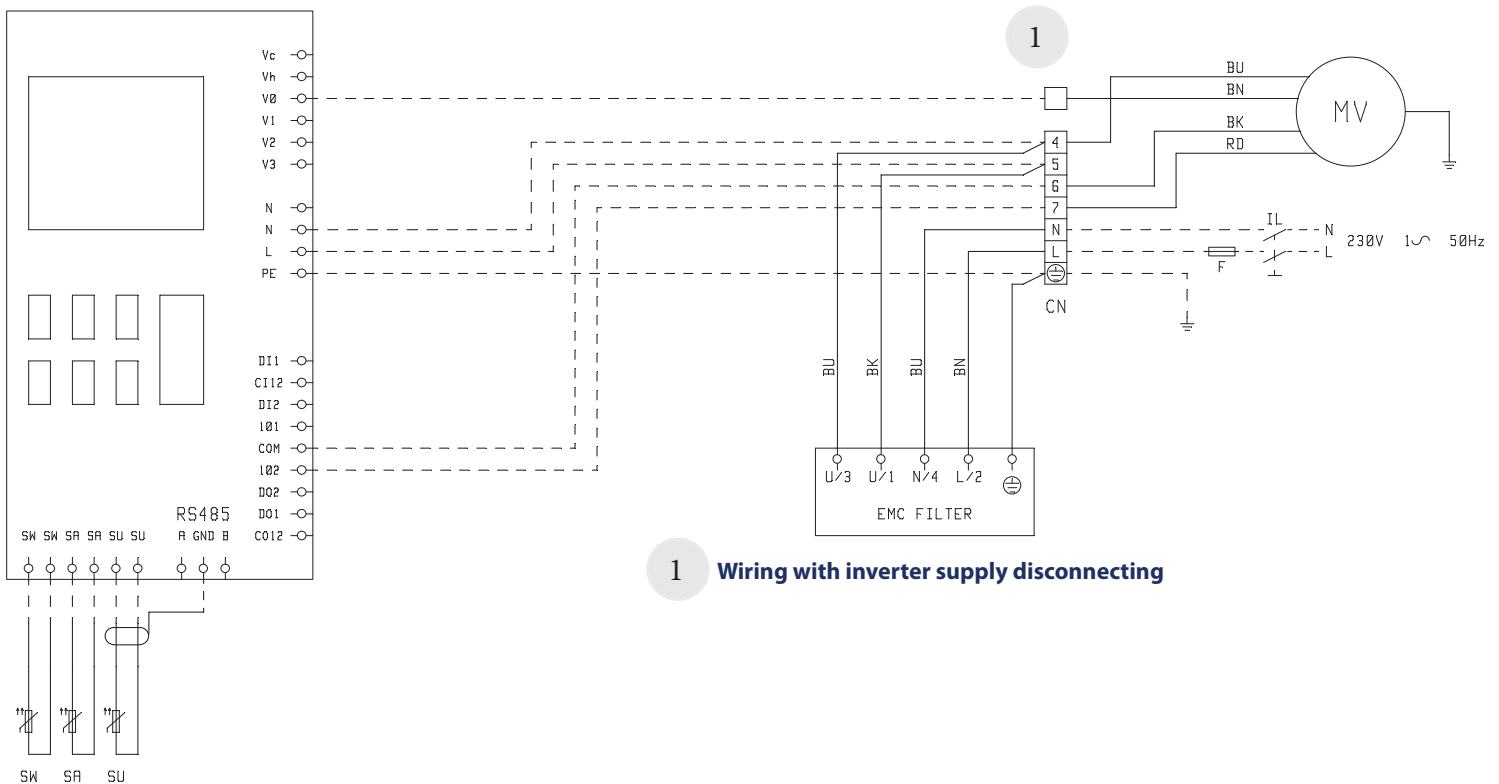 1
Vc
Vh
V0
V1
V2
V3
N
N
L
PE
DI1
CI12
DI2
101
COM
102
DO2
DO1
CO12
RS485
SW SW SA SA SU SU A GND B
SW SA SU
BU
BN
BK
RD
MV
4
5
6
7
N
L
CN
IL
F
N
L
230V 1 50Hz
BU BK BU BN
U/3 U/1 N/4 L/2
EMC FILTER
1 Wiring with inverter supply disconnecting